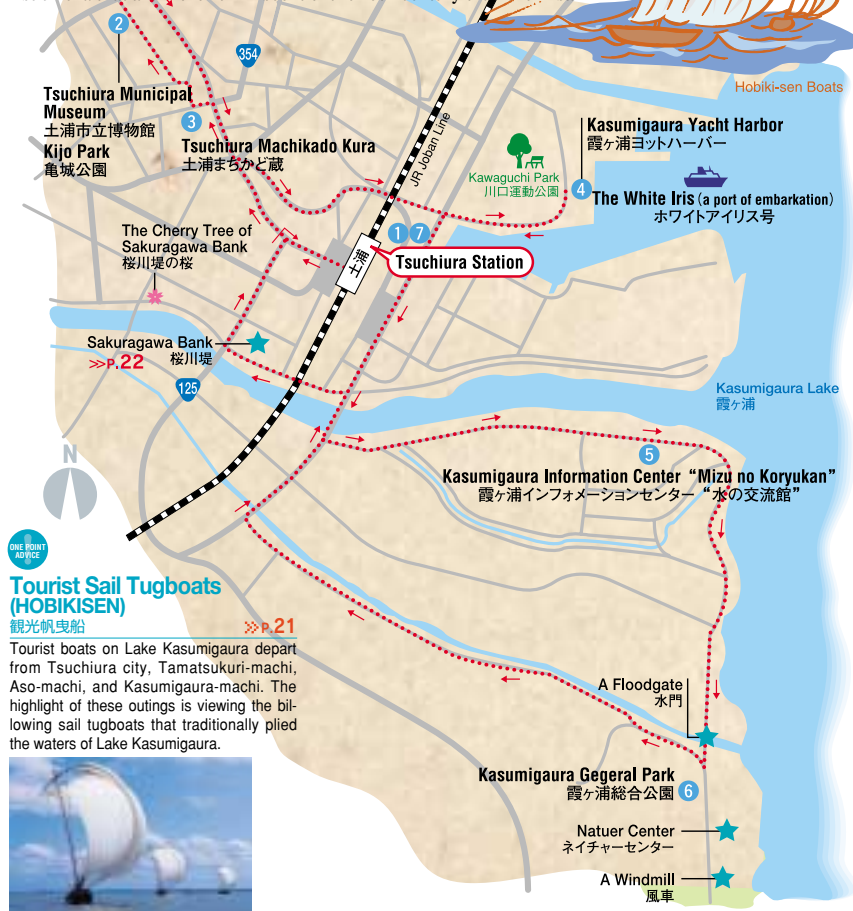 2
354
Tsuchiura Municipal
Museum
土浦市立博物館
Kijo Park
亀城公園
3
Tsuchiura Machikado Kura
土浦まちかど蔵
JR Joban Line
Hobiki-sen Boats
Kasumigaura Yacht Harbor
霞ヶ浦ヨットハーバー
Kawaguchi Park
川口運動公園
4
The White Iris (a port of embarkation)
ホワイトアイリス号
The Cherry Tree of
Sakuragawa Bank
桜川堤の桜
1 7
土浦
Tsuchiura Station
Sakuragawa Bank
桜川堤
>>P.22
125
Kasumigaura Lake
霞ヶ浦
N
5
Kasumigaura Information Center “Mizu no Koryukan”
霞ヶ浦インフォメーションセンター “水の交流館”
ONE POINT
ADVICE
Tourist Sail Tugboats
(HOBIKISEN)
観光帆曳船
>>P.21
Tourist boats on Lake Kasumigaura depart
from Tsuchiura city, Tamatsukuri-machi,
Aso-machi, and Kasumigaura-machi. The
highlight of these outings is viewing the bil-
lowing sail tugboats that traditionally plied
the waters of Lake Kasumigaura.
A Floodgate
水門
Kasumigaura Gegeral Park
霞ヶ浦総合公園
6
Natuer Center
ネイチャーセンター
A Windmill
風車